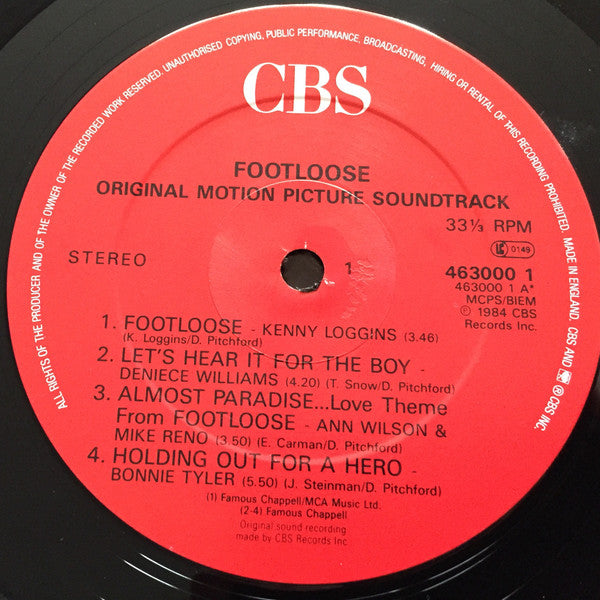 ALL RIGHTS OF THE PRODUCER AND OF THE OWNER OF THE RECORDED WORK RESERVED. UNAUTHORISED COPYING, PUBLIC PERFORMANCE, BROADCASTING, HIRING OR RENTAL OF THIS RECORDING PROHIBITED. MADE IN ENGLAND. CBS AND ARE ® CBS INC.
CBS
FOOTLOOSE
ORIGINAL MOTION PICTURE SOUNDTRACK
33⅓ RPM
LC 0149
STEREO
1
463000 1
463000 1 A*
MCPS/BIEM
℗ 1984 CBS
Records Inc.
1. FOOTLOOSE - KENNY LOGGINS (3.46)
(K. Loggins/D. Pitchford)
2. LET'S HEAR IT FOR THE BOY -
DENIECE WILLIAMS (4.20) (T. Snow/D. Pitchford)
3. ALMOST PARADISE...Love Theme
From FOOTLOOSE - ANN WILSON &
MIKE RENO (3.50) (E. Carman/D. Pitchford)
4. HOLDING OUT FOR A HERO -
BONNIE TYLER (5.50) (J. Steinman/D. Pitchford)
(1) Famous Chappell/MCA Music Ltd.
(2-4) Famous Chappell
Original sound recording
made by CBS Records Inc.